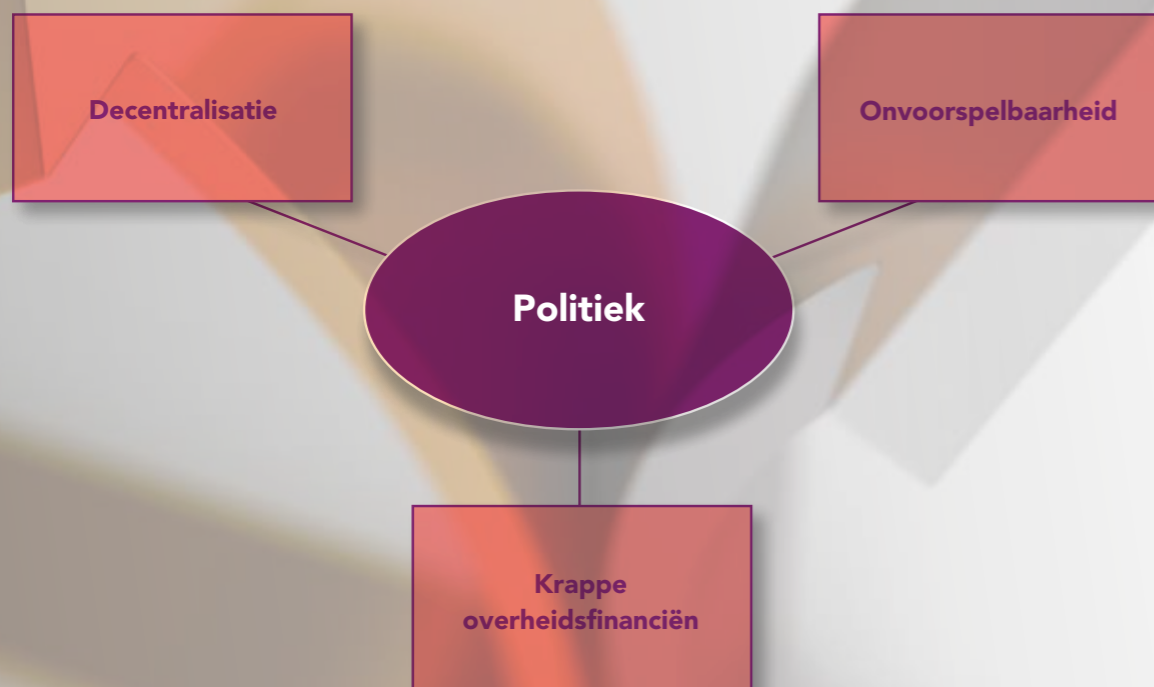 Decentralisatie
Onvoorspelbaarheid
Politiek
Krappe
overheidsfinanciën